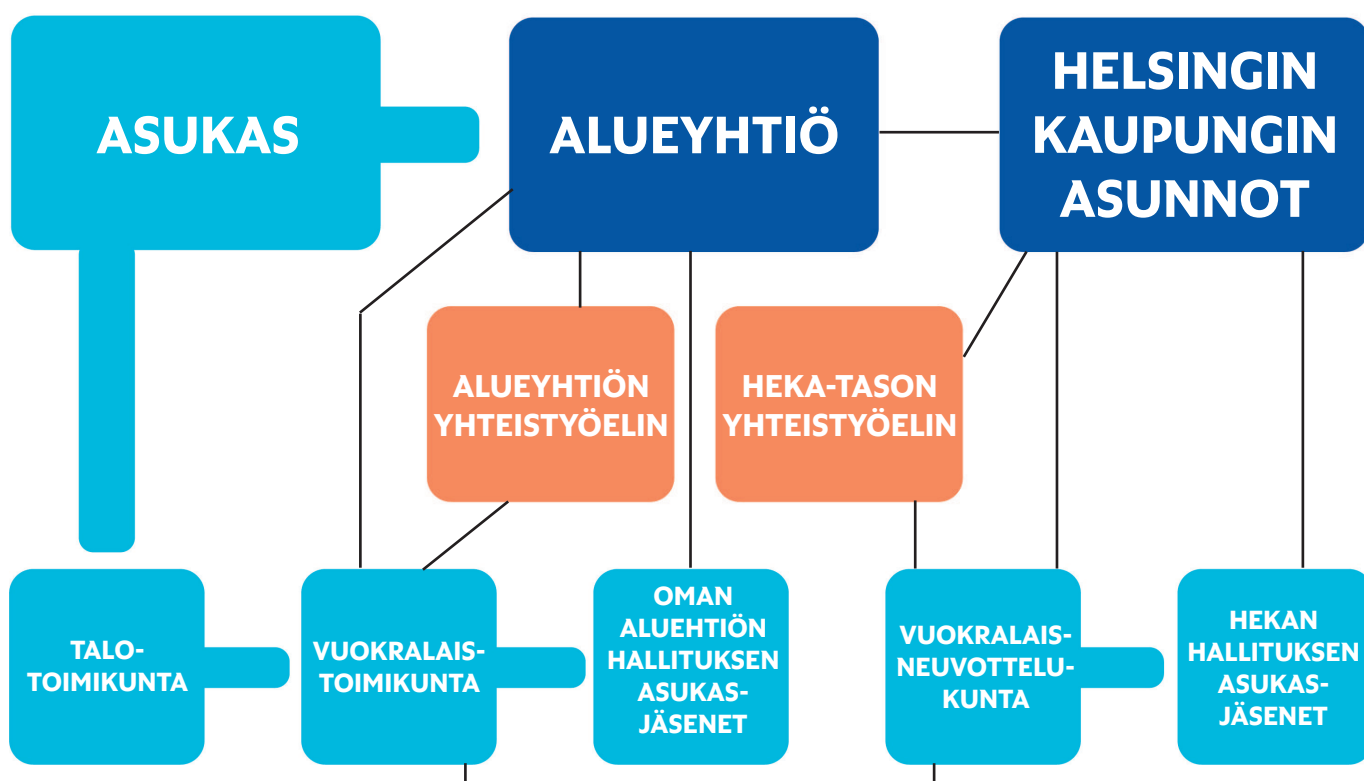 ASUKAS
ALUEYHTIÖ
HELSINGIN
KAUPUNGIN
ASUNNOT
ALUEYHTIÖN
YHTEISTYÖELIN
HEKA-TASON
YHTEISTYÖELIN
TALO-
TOIMIKUNTA
VUOKRALAIS-
TOIMIKUNTA
OMAN
ALUEHTIÖN
HALLITUKSEN
ASUKAS-
JÄSENET
VUOKRALAIS-
NEUVOTTELU-
KUNTA
HEKAN
HALLITUKSEN
ASUKAS-
JÄSENET